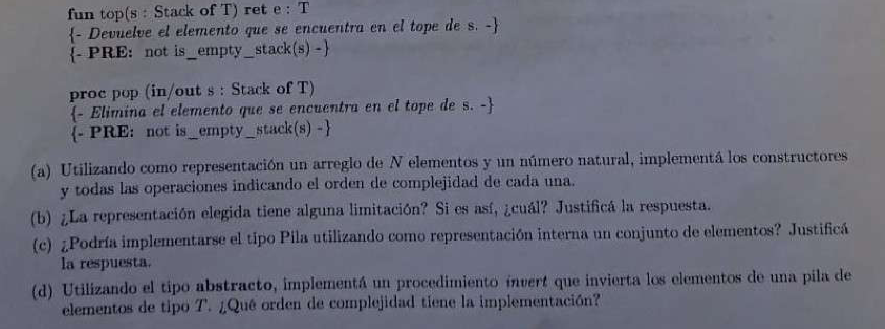 fun top(s : Stack of T) ret e : T
{- Devuelve el elemento que se encuentra en el tope de s. -}
{- PRE: not is_empty_stack(s) -}
proc pop (in/out s : Stack of T)
{- Elimina el elemento que se encuentra en el tope de s. -}
{- PRE: not is_empty_stack(s) -}
(a) Utilizando como representación un arreglo de N elementos y un número natural, implementá los constructores
y todas las operaciones indicando el orden de complejidad de cada una.
(b) ¿La representación elegida tiene alguna limitación? Si es así, ¿cuál? Justificá la respuesta.
(c) ¿Podría implementarse el tipo Pila utilizando como representación interna un conjunto de elementos? Justificá
la respuesta.
(d) Utilizando el tipo abstracto, implementá un procedimiento invert que invierta los elementos de una pila de
elementos de tipo T. ¿Qué orden de complejidad tiene la implementación?